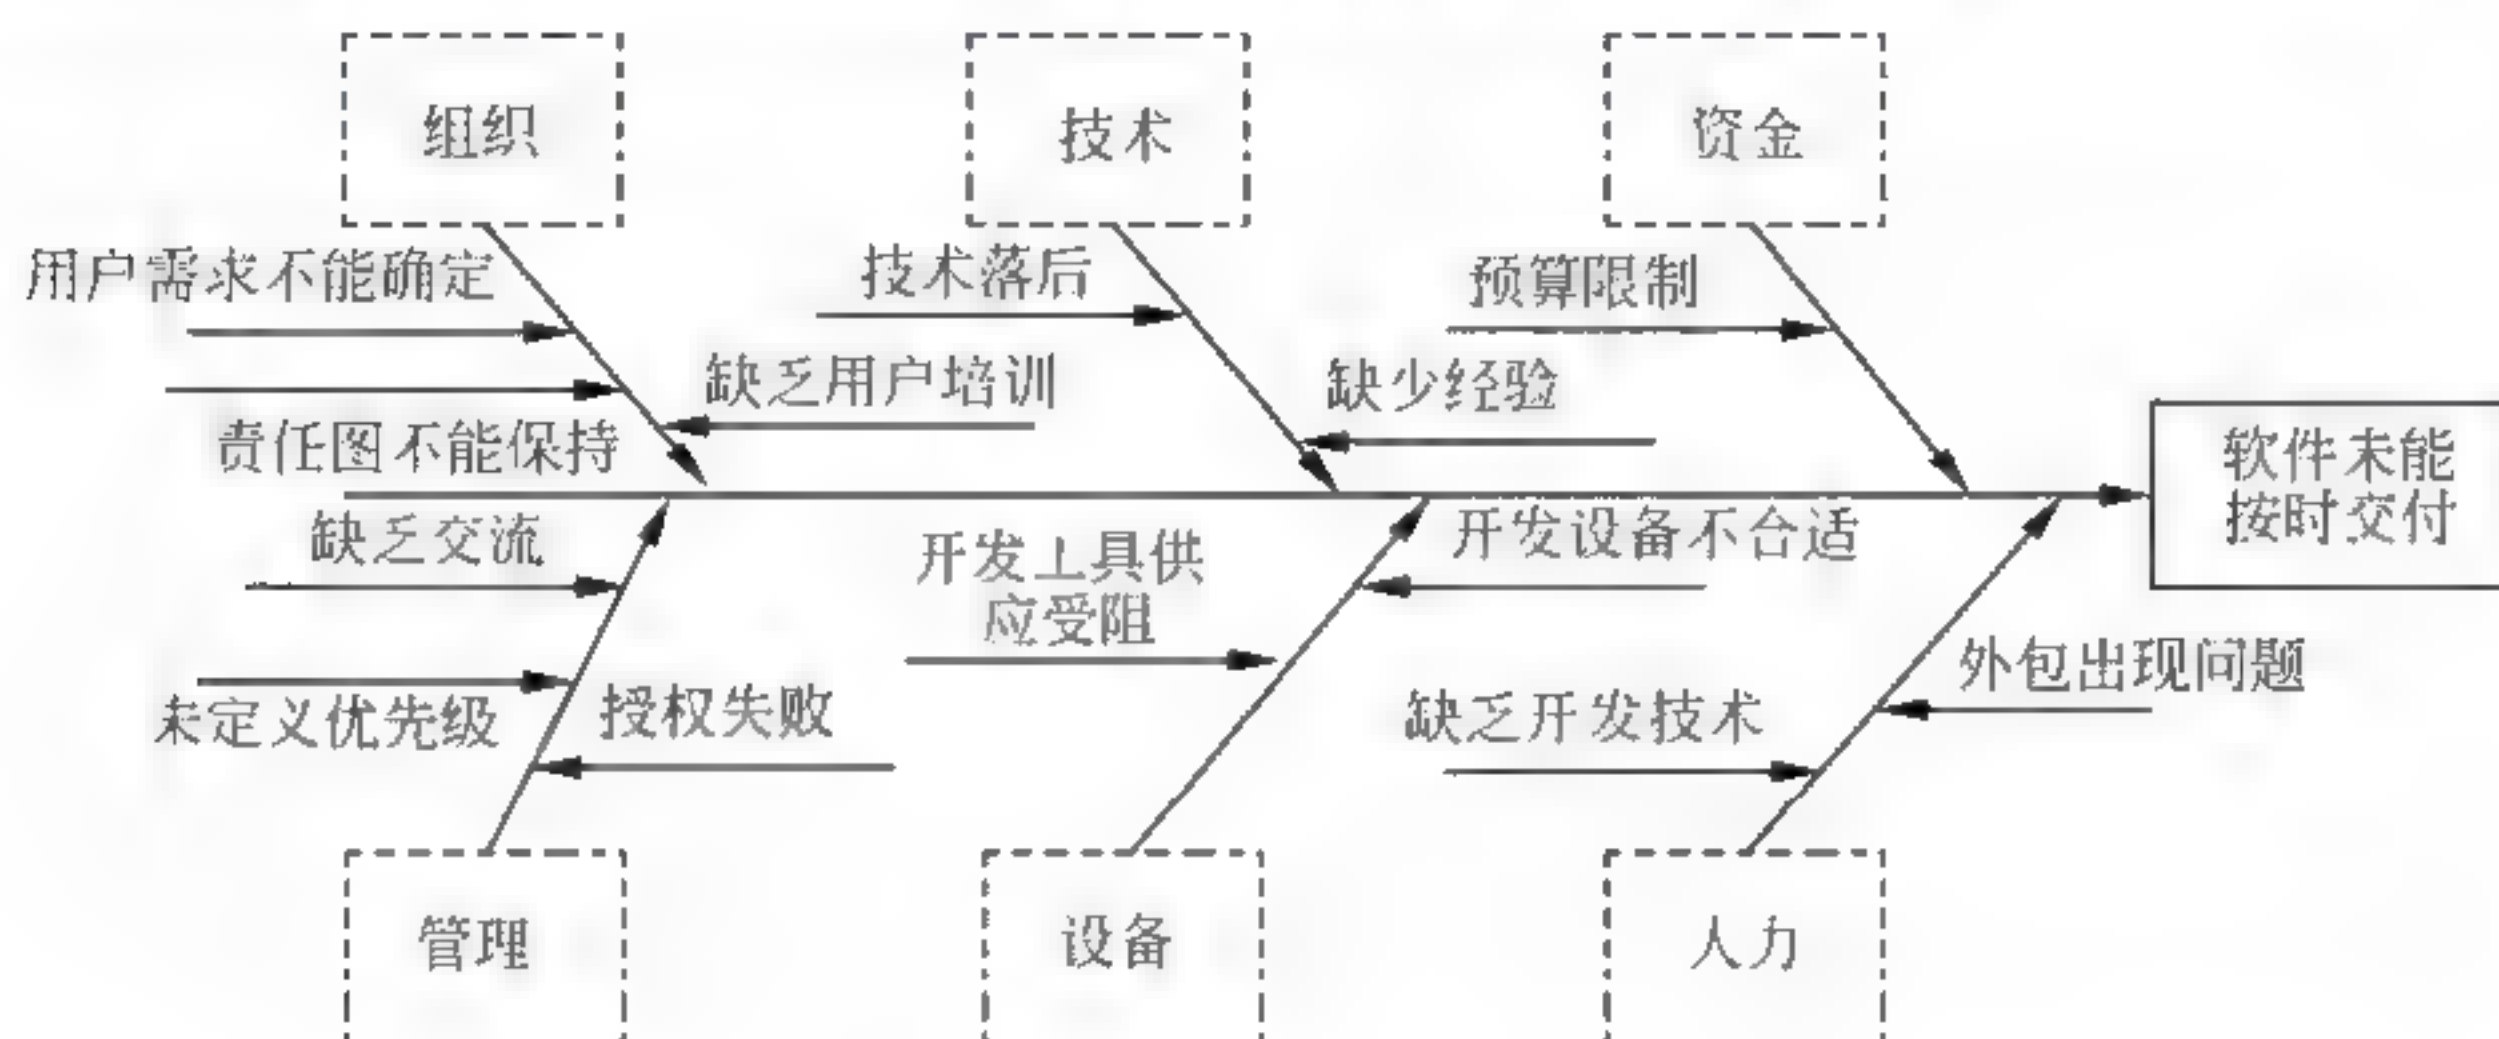 组织
技术
资金
用户需求不能确定
技术落后
预算限制
缺乏用户培训
缺少经验
责任图不能保持
软件未能
按时交付
缺乏交流
开发上具供
应受阻
开发设备不合适
外包出现问题
未定义优先级
授权失败
缺乏开发技术
管理
设备
人力